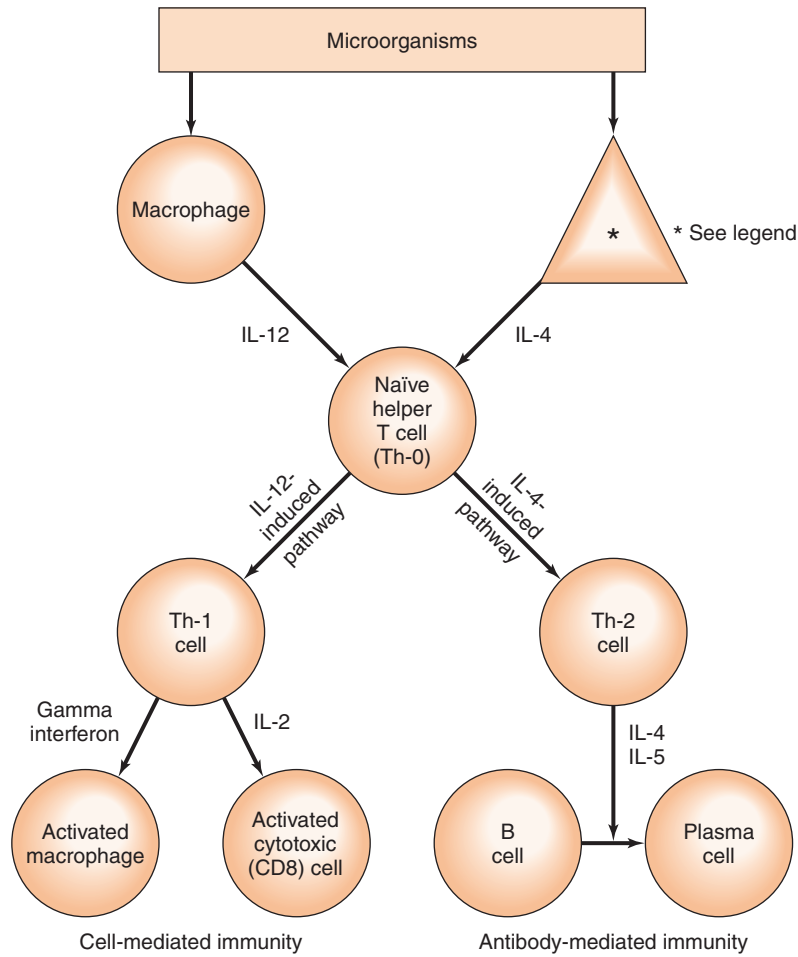 Microorganisms
Macrophage
*
* See legend
IL-12
IL-4
Naïve
helper
T cell
(Th-0)
IL-12-
induced
pathway
IL-4-
induced
pathway
Th-1
cell
Th-2
cell
Gamma
interferon
IL-2
IL-4
IL-5
Activated
macrophage
Activated
cytotoxic
(CD8) cell
B
cell
Plasma
cell
Cell-mediated immunity
Antibody-mediated immunity